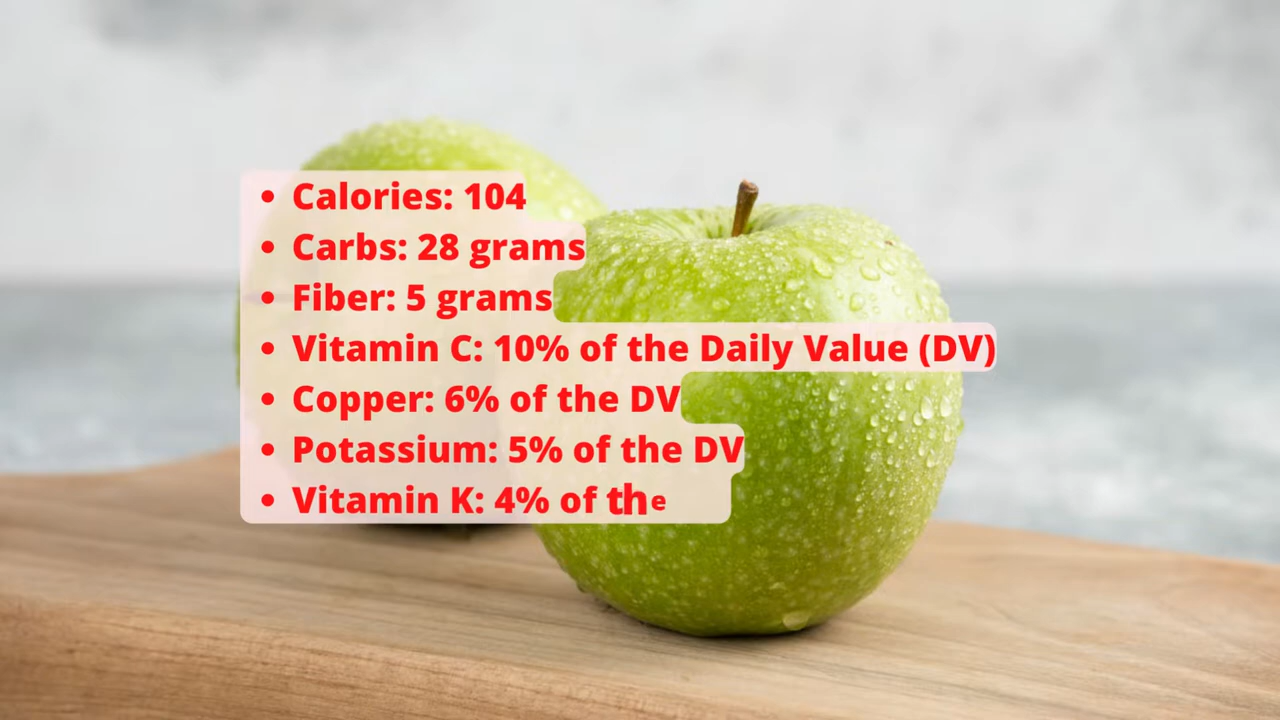 • Calories: 104
• Carbs: 28 grams
• Fiber: 5 grams
• Vitamin C: 10% of the Daily Value (DV)
• Copper: 6% of the DV
• Potassium: 5% of the DV
• Vitamin K: 4% of the